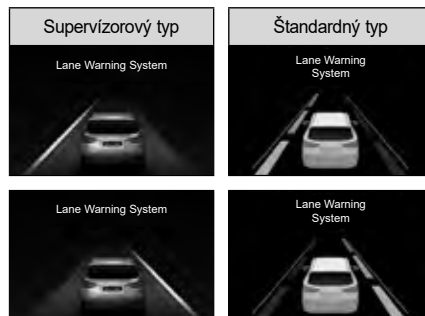 Supervízorový typ
Štandardný typ
Lane Warning System
Lane Warning
System
Lane Warning System
Lane Warning
System